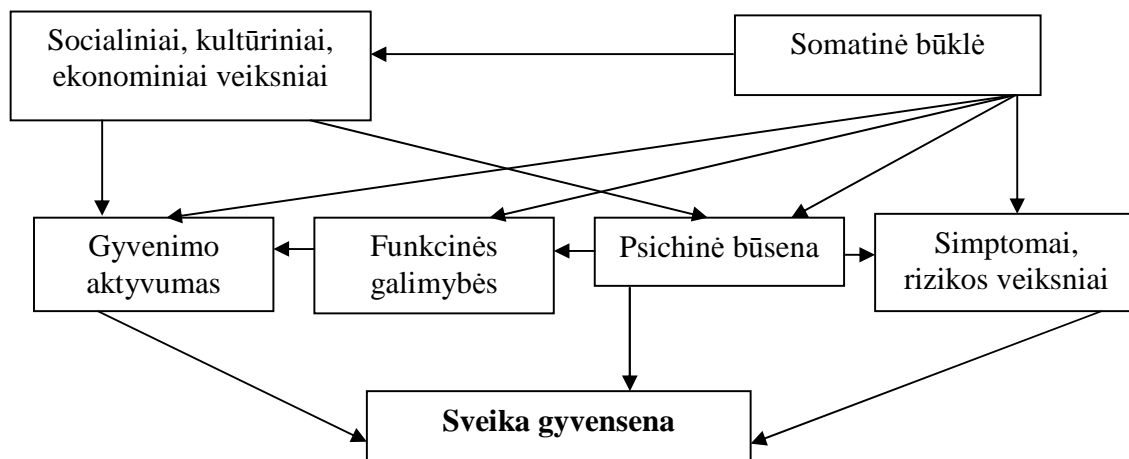 Socialiniai, kultūriniai,
ekonominiai veiksniai
Somatinė būklė
Gyvenimo
aktyvumas
Funkcinės
galimybės
Psichinė būsena
Simptomai,
rizikos veiksniai
Sveika gyvensena